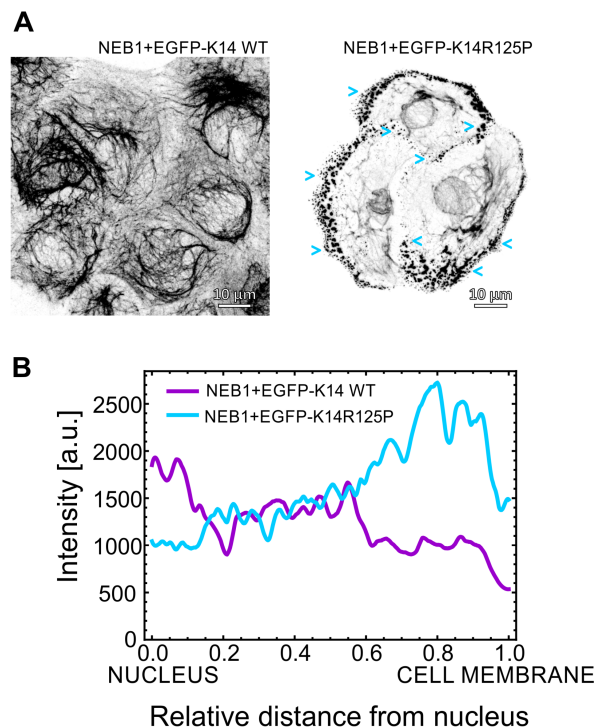 A
NEB1+EGFP-K14 WT
NEB1+EGFP-K14R125P
10 µm
10 µm
B
NEB1+EGFP-K14 WT
NEB1+EGFP-K14R125P
Intensity [a.u.]
2500
2000
1500
1000
500
0
0.0 0.2 0.4 0.6 0.8 1.0
NUCLEUS CELL MEMBRANE
Relative distance from nucleus